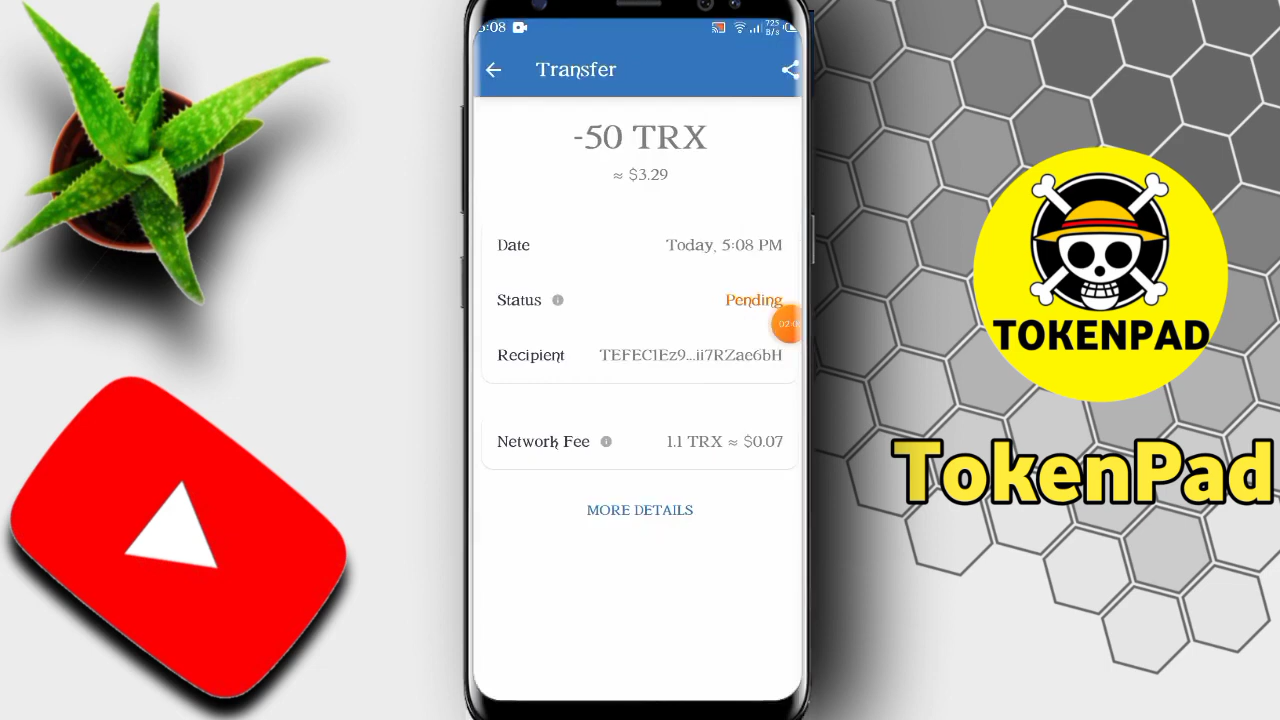 5:08
725
B/s
Transfer
-50 TRX
≈ $3.29
Date Today, 5:08 PM
Status Pending
Recipient TEFEC1Ez9...ii7RZae6bH
Network Fee 1.1 TRX ≈ $0.07
MORE DETAILS
TOKENPAD
TokenPad